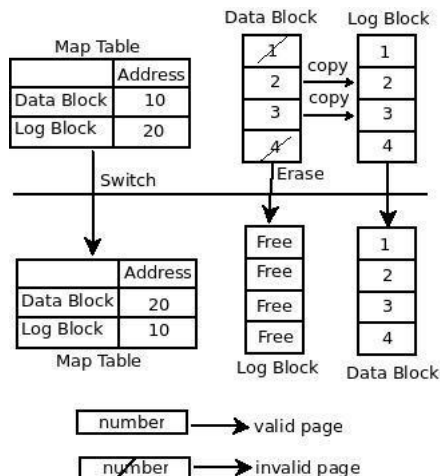 Data Block Log Block
Map Table
Address
Data Block 10
Log Block 20
1 1
2 copy 2
3 copy 3
4 4
Switch Erase
Address
Data Block 20
Log Block 10
Map Table
Free 1
Free 2
Free 3
Free 4
Log Block Data Block
number valid page
number invalid page